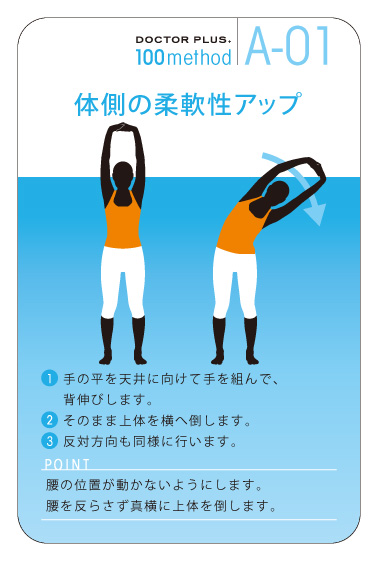 DOCTOR PLUS.
100method
A-01
体側の柔軟性アップ
1 手の平を天井に向けて手を組んで、
背伸びします。
2 そのまま上体を横へ倒します。
3 反対方向も同様に行います。
POINT
腰の位置が動かないようにします。
腰を反らさず真横に上体を倒します。